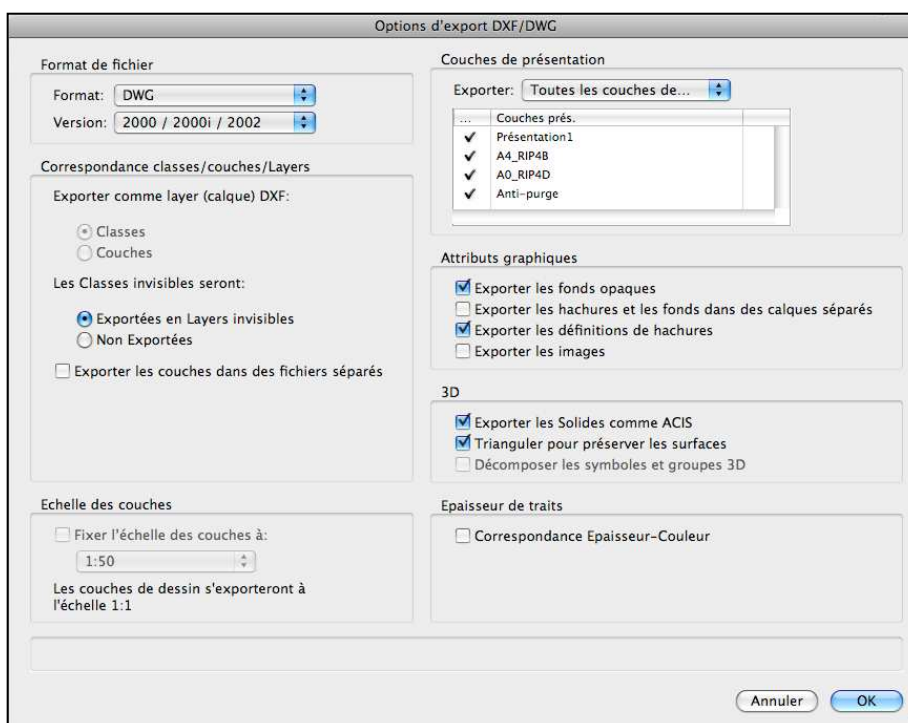 Options d'export DXF/DWG
Format de fichier
Format: DWG
Version: 2000 / 2000i / 2002
Correspondance classes/couches/Layers
Exporter comme layer (calque) DXF:
Classes
Couches
Les Classes invisibles seront:
Exportées en Layers invisibles
Non Exportées
Exporter les couches dans des fichiers séparés
Echelle des couches
Fixer l'échelle des couches à:
1:50
Les couches de dessin s'exporteront à
l'échelle 1:1
Couches de présentation
Exporter: Toutes les couches de...
... Couches prés.
Présentation1
A4_RIP4B
A0_RIP4D
Anti-purge
Attributs graphiques
Exporter les fonds opaques
Exporter les hachures et les fonds dans des calques séparés
Exporter les définitions de hachures
Exporter les images
3D
Exporter les Solides comme ACIS
Trianguler pour préserver les surfaces
Décomposer les symboles et groupes 3D
Epaisseur de traits
Correspondance Epaisseur-Couleur
Annuler
OK